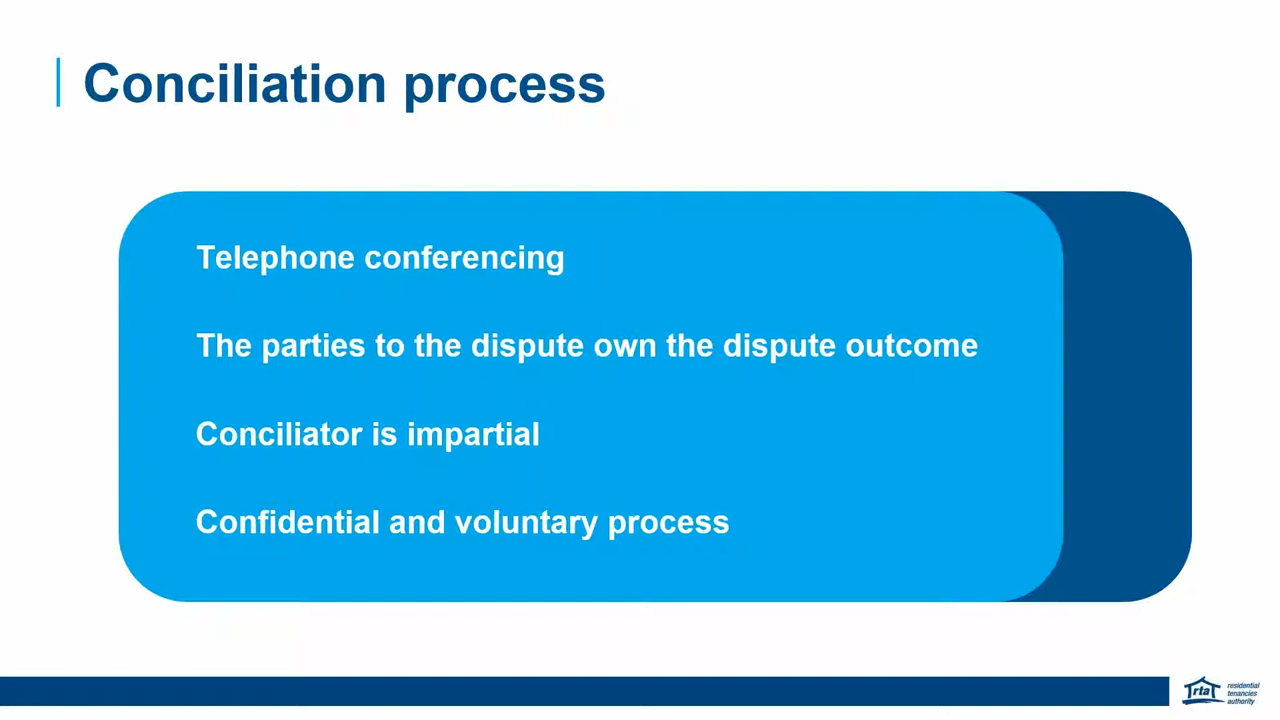 Conciliation process
Telephone conferencing
The parties to the dispute own the dispute outcome
Conciliator is impartial
Confidential and voluntary process
rta
residential
tenancies
authority